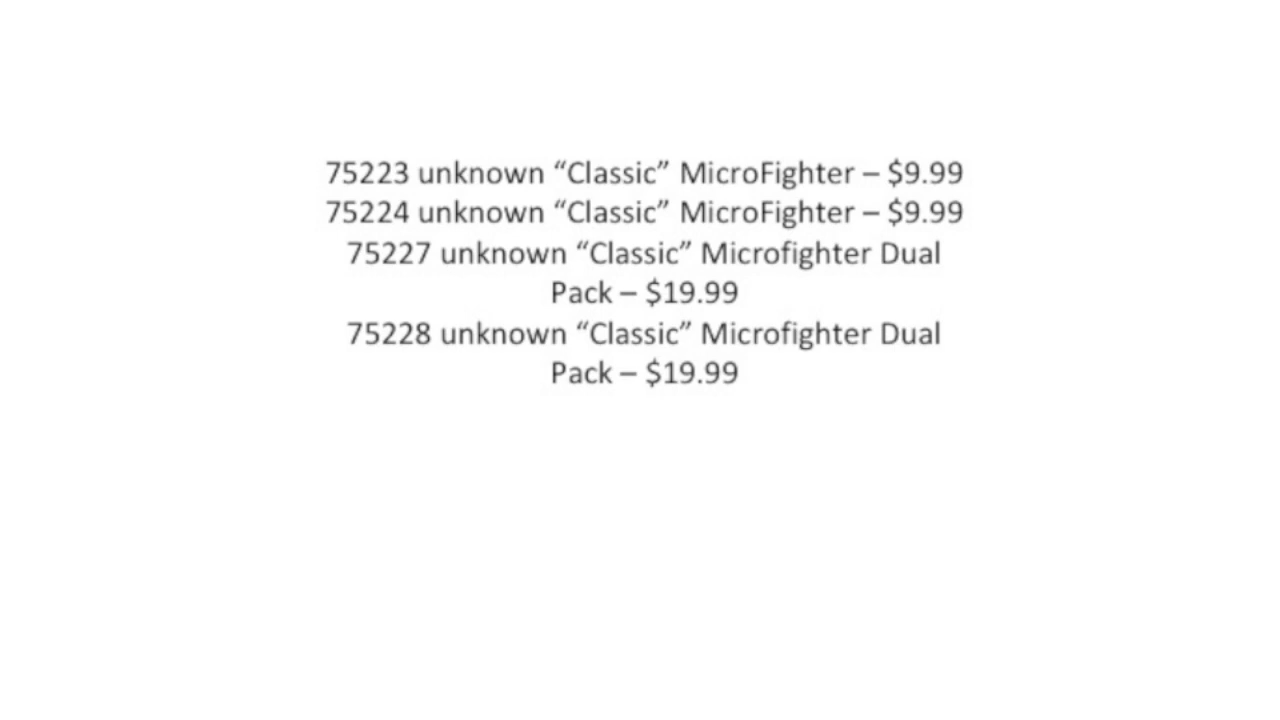 75223 unknown “Classic” MicroFighter – $9.99
75224 unknown “Classic” MicroFighter – $9.99
75227 unknown “Classic” Microfighter Dual
Pack – $19.99
75228 unknown “Classic” Microfighter Dual
Pack – $19.99